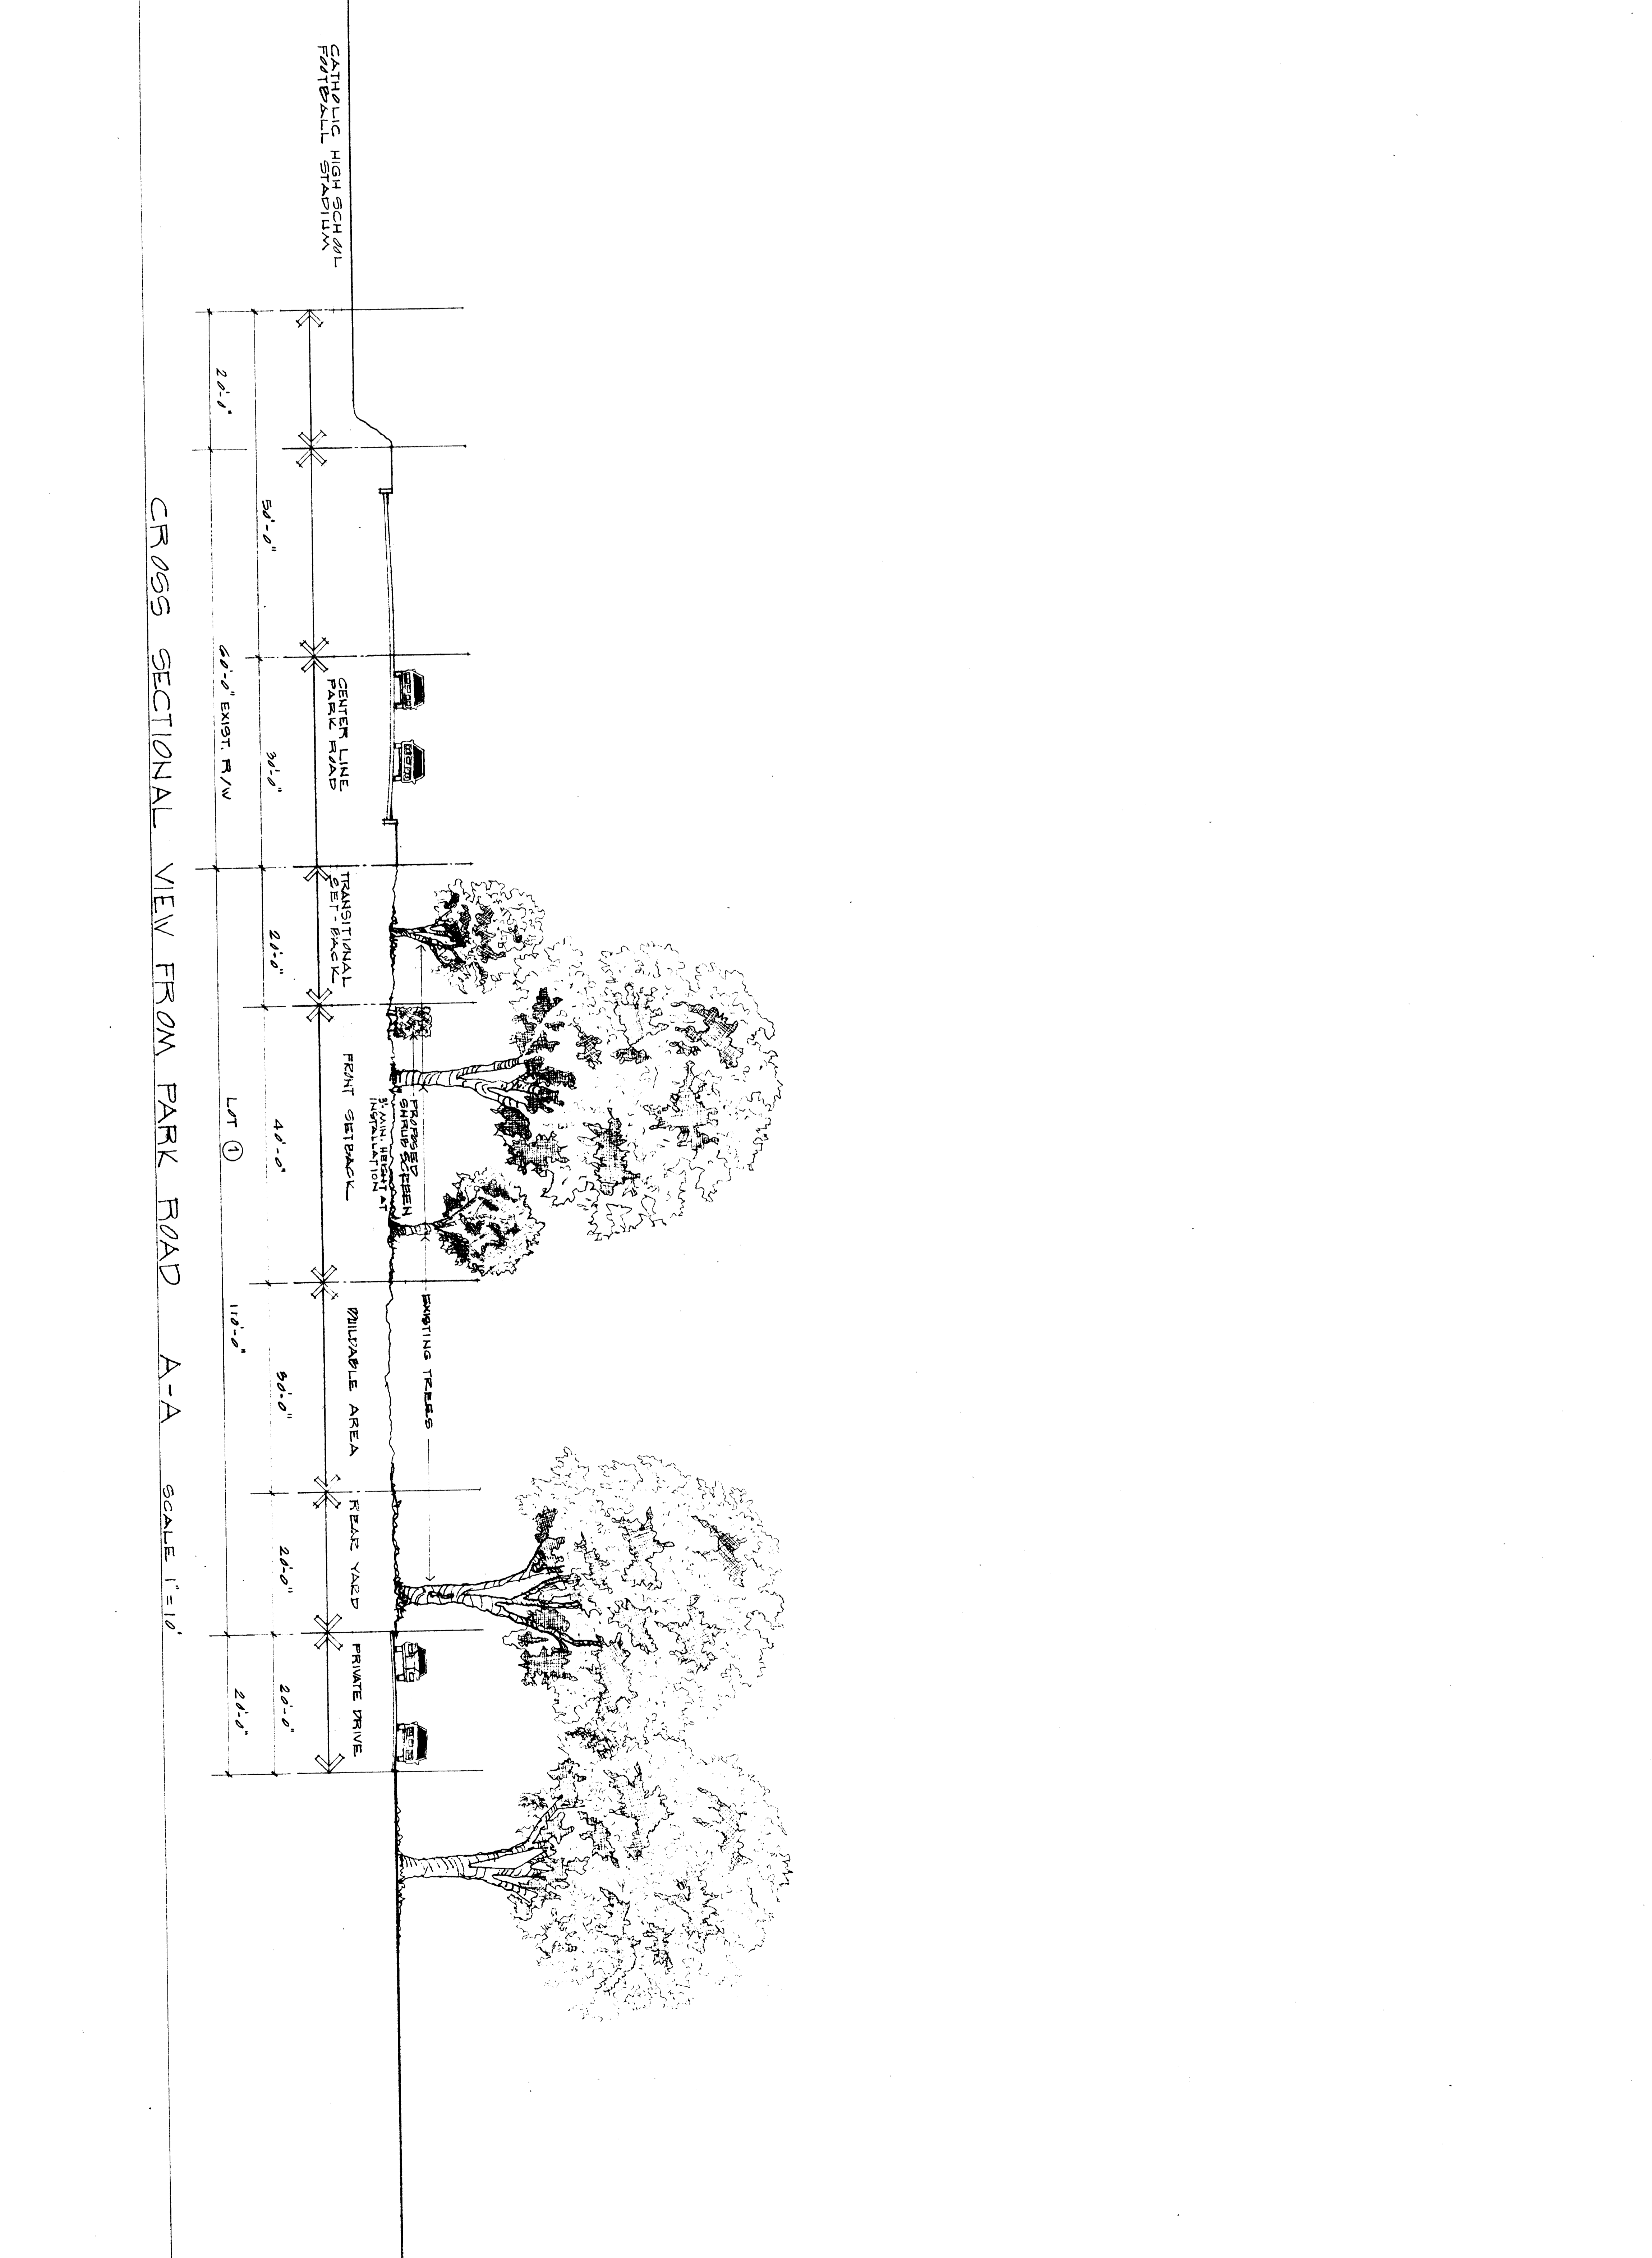 CATHOLIC HIGH SCHOOL
FOOTBALL STADIUM
CENTER LINE
PARK ROAD
TRANSITIONAL
SET-BACK
FRONT SETBACK
PROPOSED
SHRUB SCREEN
3' MIN. HEIGHT AT
INSTALLATION
EXISTING TREES
BUILDABLE AREA
REAR YARD
PRIVATE DRIVE
50'-0"
30'-0"
20'-0"
40'-0"
30'-0"
20'-0"
20'-0"
20'-0"
60'-0" EXIST. R/W
LOT 1
110'-0"
20'-0"
CROSS SECTIONAL VIEW FROM PARK ROAD A-A SCALE 1"=10'